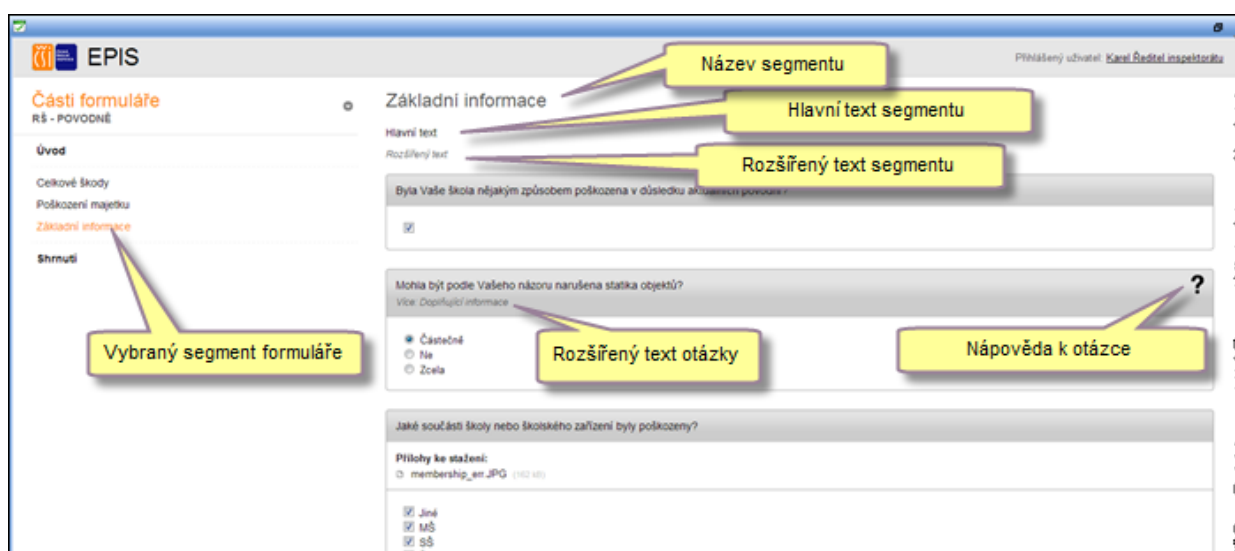 EPIS
Přihlášený uživatel: Karel Ředitel inspektorátu
Části formuláře
RŠ - POVODNĚ
Úvod
Celkové škody
Poškození majetku
Základní informace
Shrnutí
Vybraný segment formuláře
Základní informace
Název segmentu
Hlavní text
Hlavní text segmentu
Rozšířený text
Rozšířený text segmentu
Byla Vaše škola nějakým způsobem poškozena v důsledku aktuálních povodní?
Mohla být podle Vašeho názoru narušena statika objektů?
?
Více: Doplňující informace
Částečně
Ne
Zcela
Rozšířený text otázky
Nápověda k otázce
Jaké součásti školy nebo školského zařízení byly poškozeny?
Přílohy ke stažení:
membership_err.JPG (162 kB)
Jiné
MŠ
SŠ